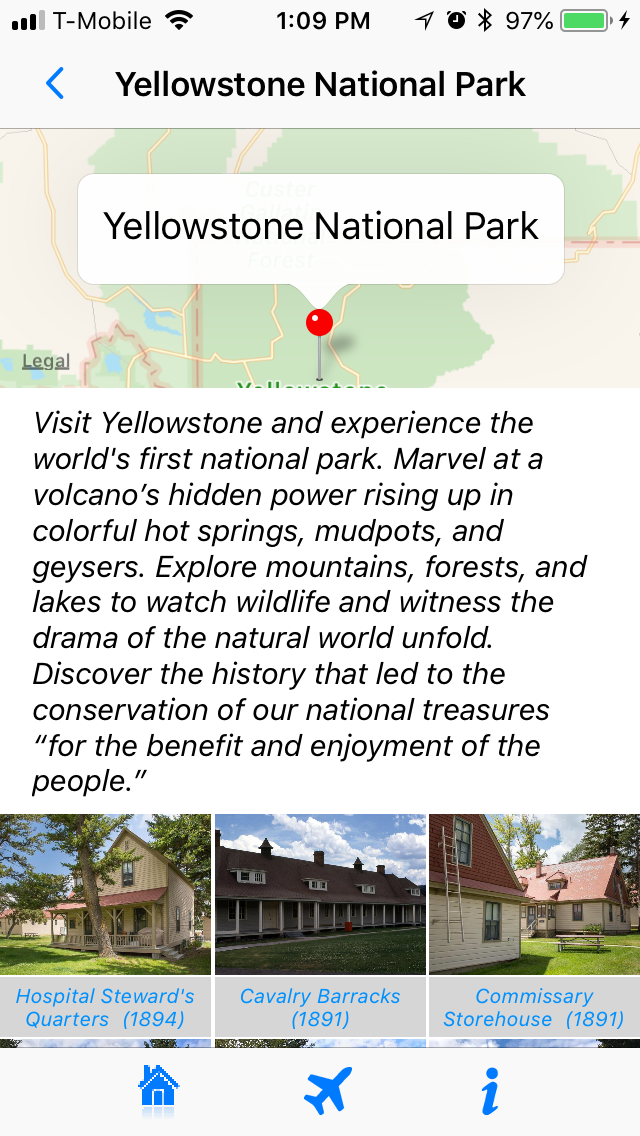 T-Mobile 1:09 PM 97%
Yellowstone National Park
Custer
Yellowstone National Park
Forest
Legal
Yellowstone
Visit Yellowstone and experience the
world's first national park. Marvel at a
volcano’s hidden power rising up in
colorful hot springs, mudpots, and
geysers. Explore mountains, forests, and
lakes to watch wildlife and witness the
drama of the natural world unfold.
Discover the history that led to the
conservation of our national treasures
“for the benefit and enjoyment of the
people.”
Hospital Steward's
Quarters (1894)
Cavalry Barracks
(1891)
Commissary
Storehouse (1891)